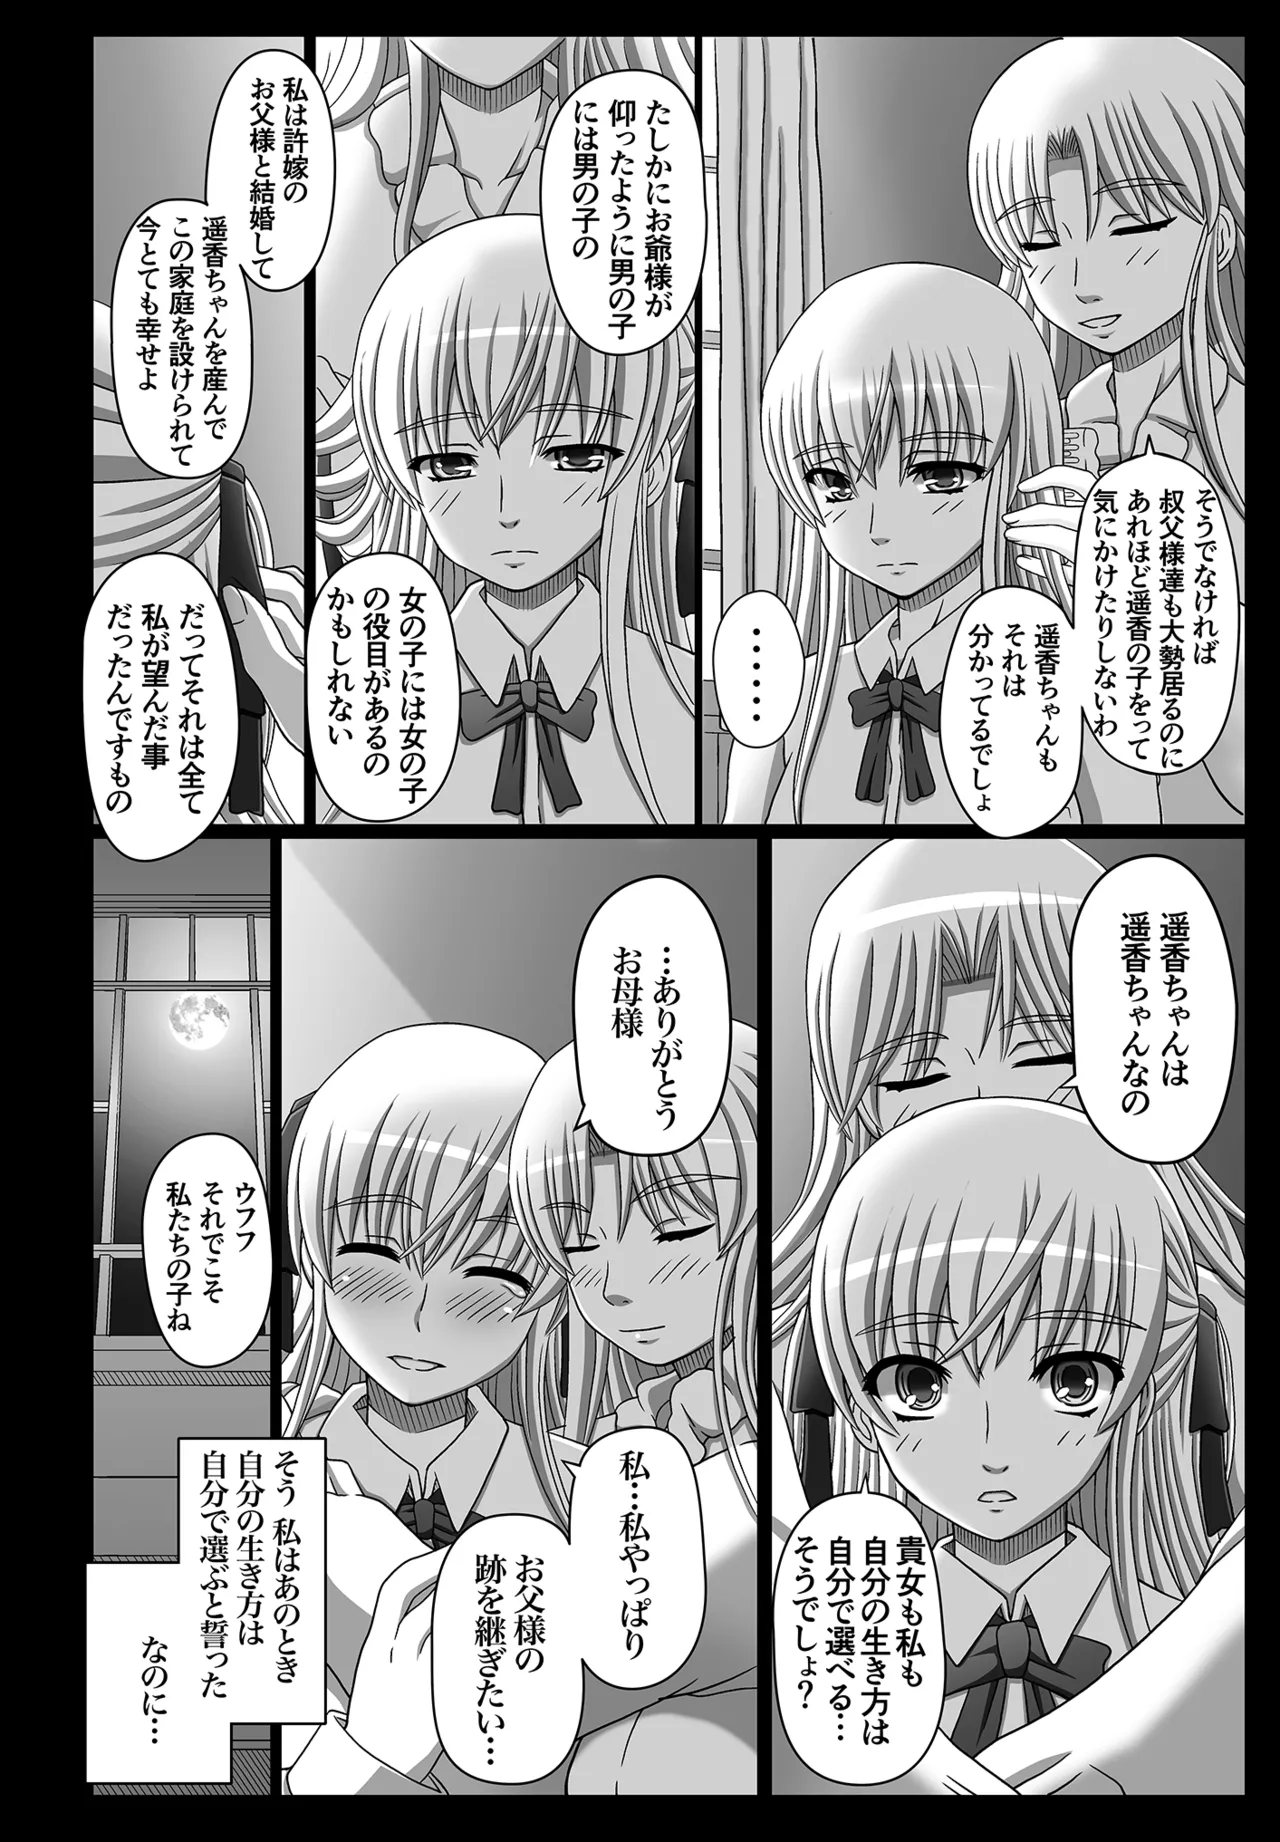 そうでなければ
叔父様達も大勢居るのに
あれほど遥香の子をって
気にかけたりしないわ
遥香ちゃんも
それは
分かってるでしょ
・・・・・・
たしかにお爺様が
仰ったように男の子
には男の子の
女の子には女の子
の役目があるの
かもしれない
私は許嫁の
お父様と結婚して
遥香ちゃんを産んで
この家庭を設けられて
今とても幸せよ
だってそれは全て
私が望んだ事
だったんですもの
遥香ちゃんは
遥香ちゃんなの
貴女も私も
自分の生き方は
自分で選べる…
そうでしょ?
…ありがとう
お母様
私…私やっぱり
お父様の
跡を継ぎたい…
ウフフ
それでこそ
私たちの子ね
そう 私はあのとき
自分の生き方は
自分で選ぶと誓った
なのに…